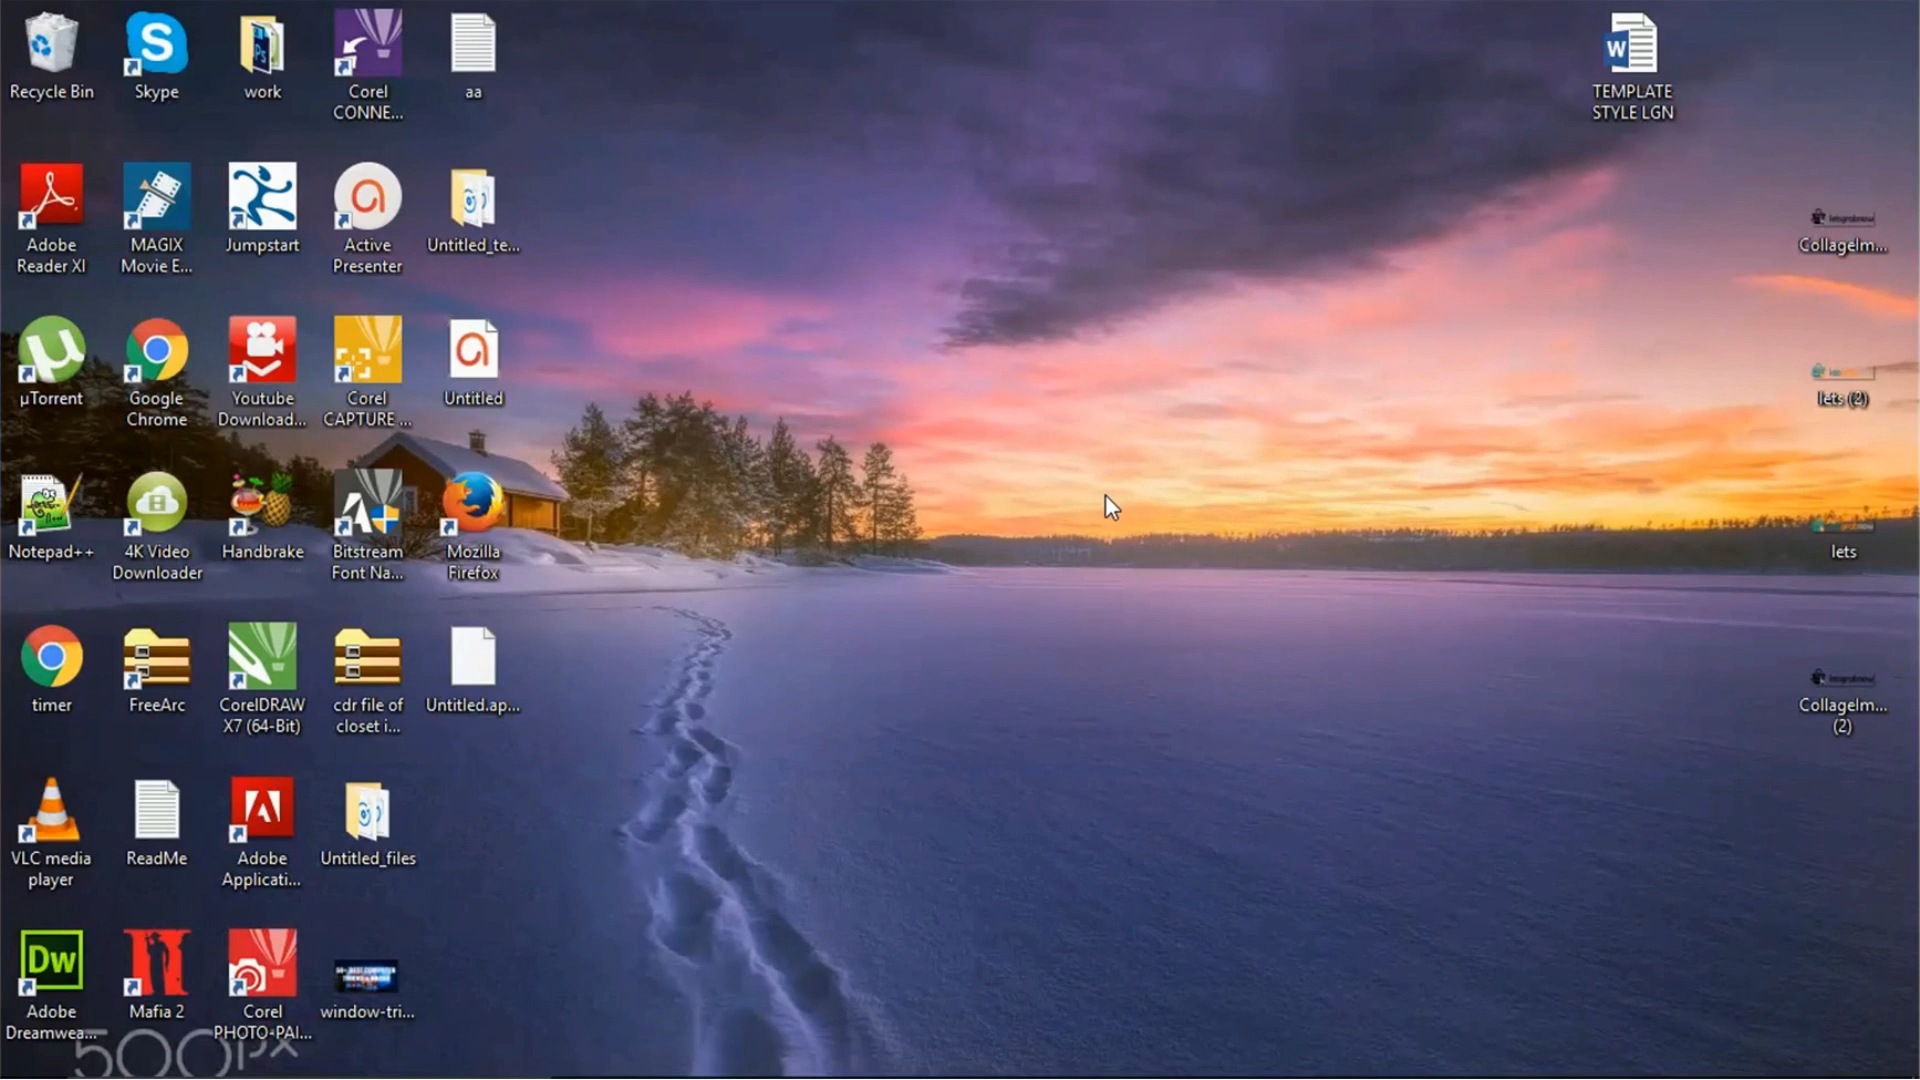 Recycle Bin
Skype
work
Corel
CONNE...
aa
TEMPLATE
STYLE LGN
Adobe
Reader XI
MAGIX
Movie E...
Jumpstart
Active
Presenter
Untitled_te...
CollageIm...
µTorrent
Google
Chrome
Youtube
Download...
Corel
CAPTURE ...
Untitled
lets (2)
Notepad++
4K Video
Downloader
Handbrake
Bitstream
Font Na...
Mozilla
Firefox
lets
timer
FreeArc
CorelDRAW
X7 (64-Bit)
cdr file of
closet i...
Untitled.ap...
CollageIm...
(2)
VLC media
player
ReadMe
Adobe
Applicati...
Untitled_files
Dw
Adobe
Dreamwea...
Mafia 2
Corel
PHOTO-PAI...
window-tri...
500px